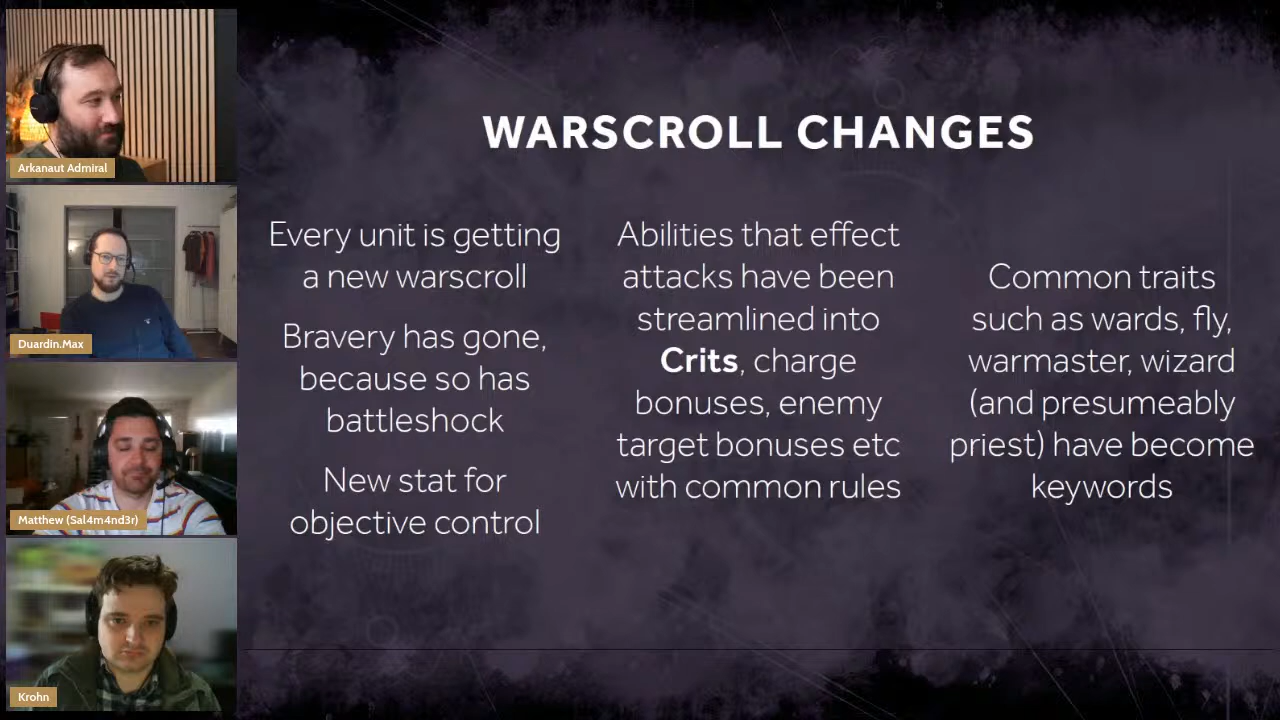 Arkanaut Admiral
Duardin.Max
Matthew (Sal4m4nd3r)
Krohn
WARSCROLL CHANGES
Every unit is getting
a new warscroll
Bravery has gone,
because so has
battleshock
New stat for
objective control
Abilities that effect
attacks have been
streamlined into
Crits, charge
bonuses, enemy
target bonuses etc
with common rules
Common traits
such as wards, fly,
warmaster, wizard
(and presumeably
priest) have become
keywords